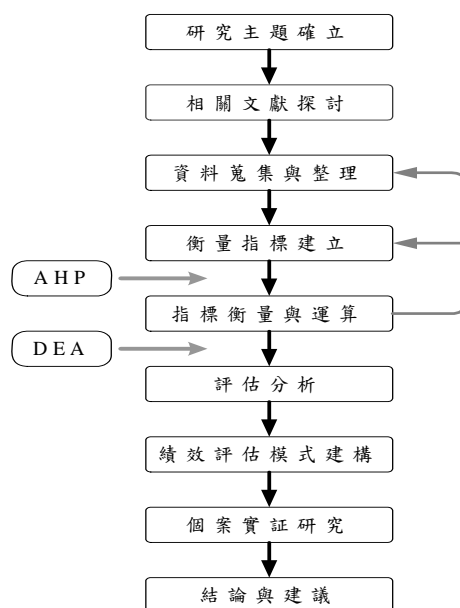 研究主題確立
相關文獻探討
資料蒐集與整理
衡量指標建立
AHP
指標衡量與運算
DEA
評估分析
績效評估模式建構
個案實証研究
結論與建議